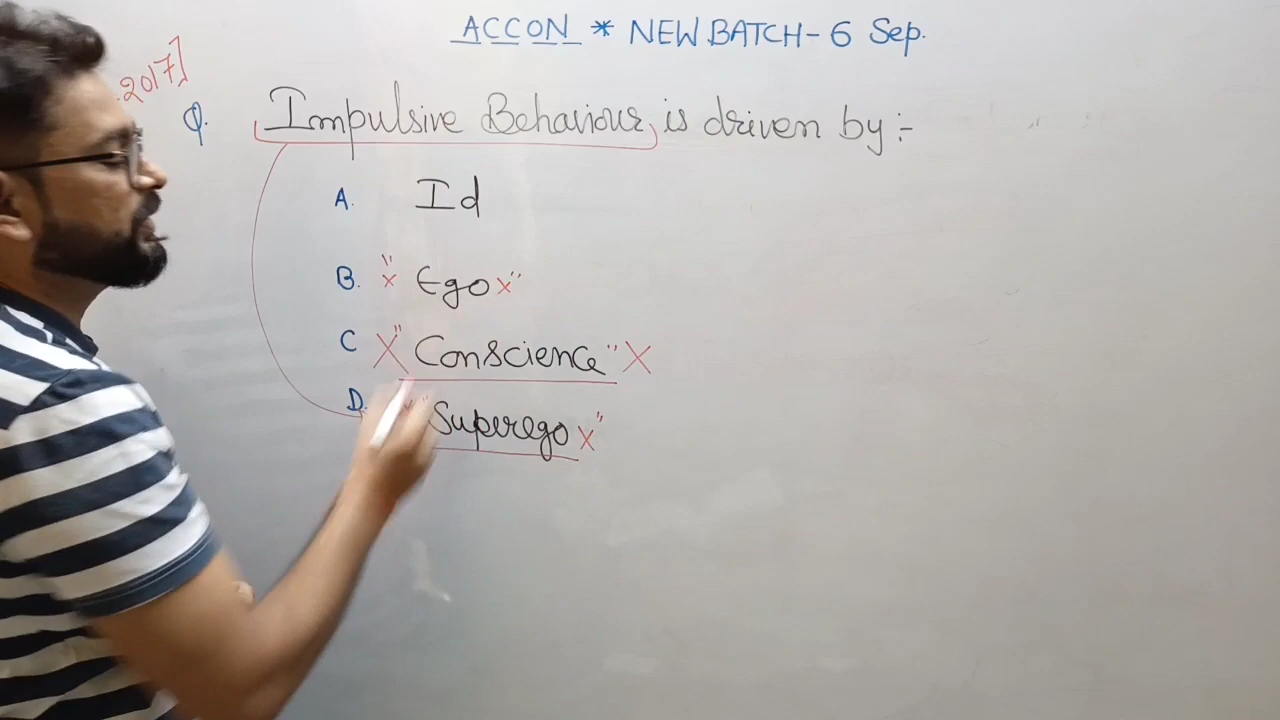 ACCON * NEW BATCH - 6 Sep.
2017]
Q. Impulsive Behaviour is driven by :-
A. Id
B. x" Ego x"
C X" Conscience" X
D. " Superego x"